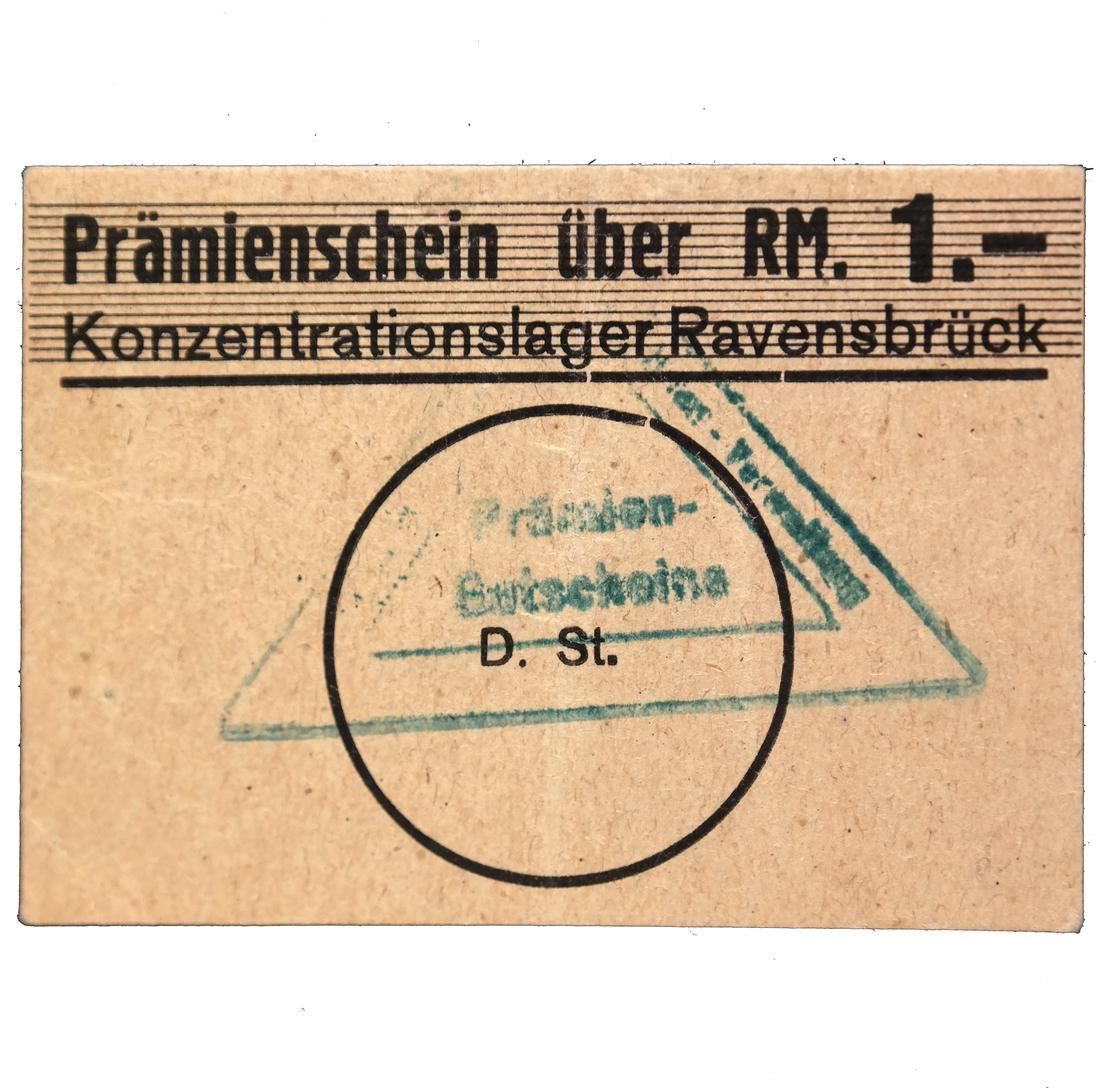 Prämienschein über RM. 1.—
Konzentrationslager Ravensbrück
Prämien-
Gutscheine
D. St.